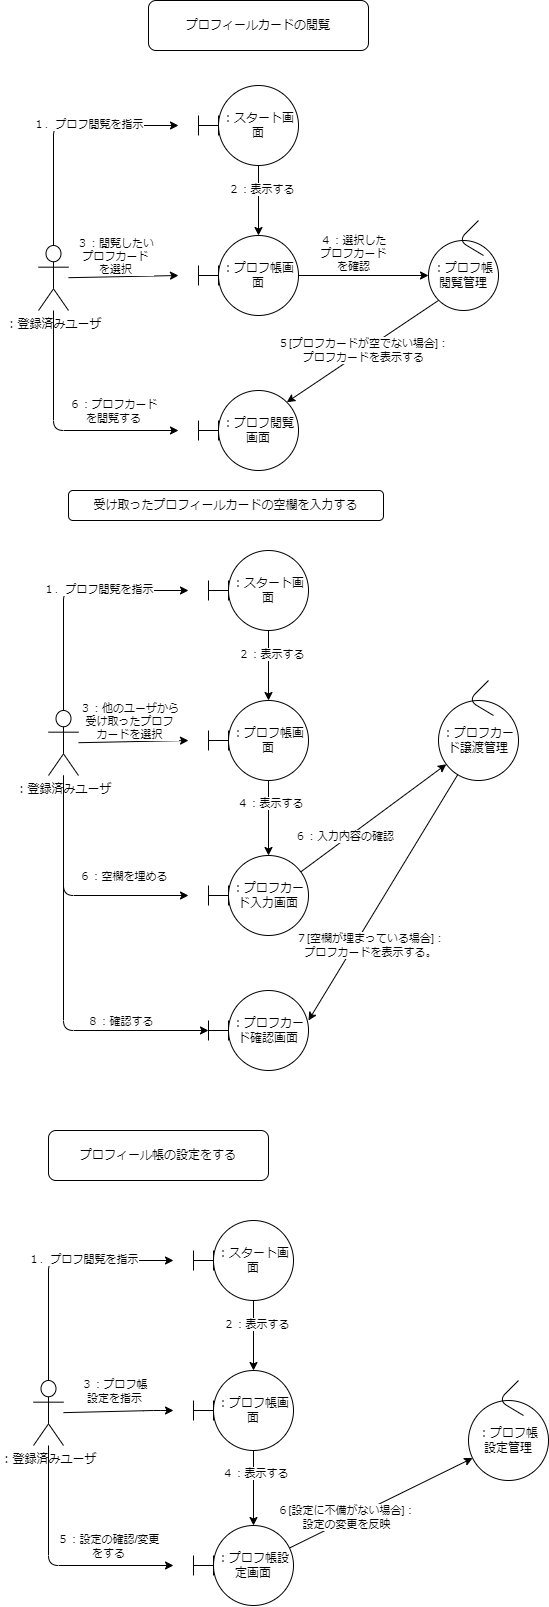 プロフィールカードの閲覧
1．プロフ閲覧を指示
：スタート画
面
2：表示する
3：閲覧したい
プロフカード
を選択
：プロフ帳画
面
4：選択した
プロフカード
を確認
：プロフ帳
閲覧管理
：登録済みユーザ
5[プロフカードが空でない場合]：
プロフカードを表示する
6：プロフカード
を閲覧する
：プロフ閲覧
画面
受け取ったプロフィールカードの空欄を入力する
1．プロフ閲覧を指示
：スタート画
面
2：表示する
3：他のユーザから
受け取ったプロフ
カードを選択
：プロフ帳画
面
：プロフカー
ド譲渡管理
：登録済みユーザ
4：表示する
6：入力内容の確認
6：空欄を埋める
：プロフカー
ド入力画面
7[空欄が埋まっている場合]：
プロフカードを表示する。
8：確認する
：プロフカー
ド確認画面
プロフィール帳の設定をする
1．プロフ閲覧を指示
：スタート画
面
2：表示する
3：プロフ帳
設定を指示
：プロフ帳画
面
：プロフ帳
設定管理
：登録済みユーザ
4：表示する
6[設定に不備がない場合]：
設定の変更を反映
5：設定の確認/変更
をする
：プロフ帳設
定画面